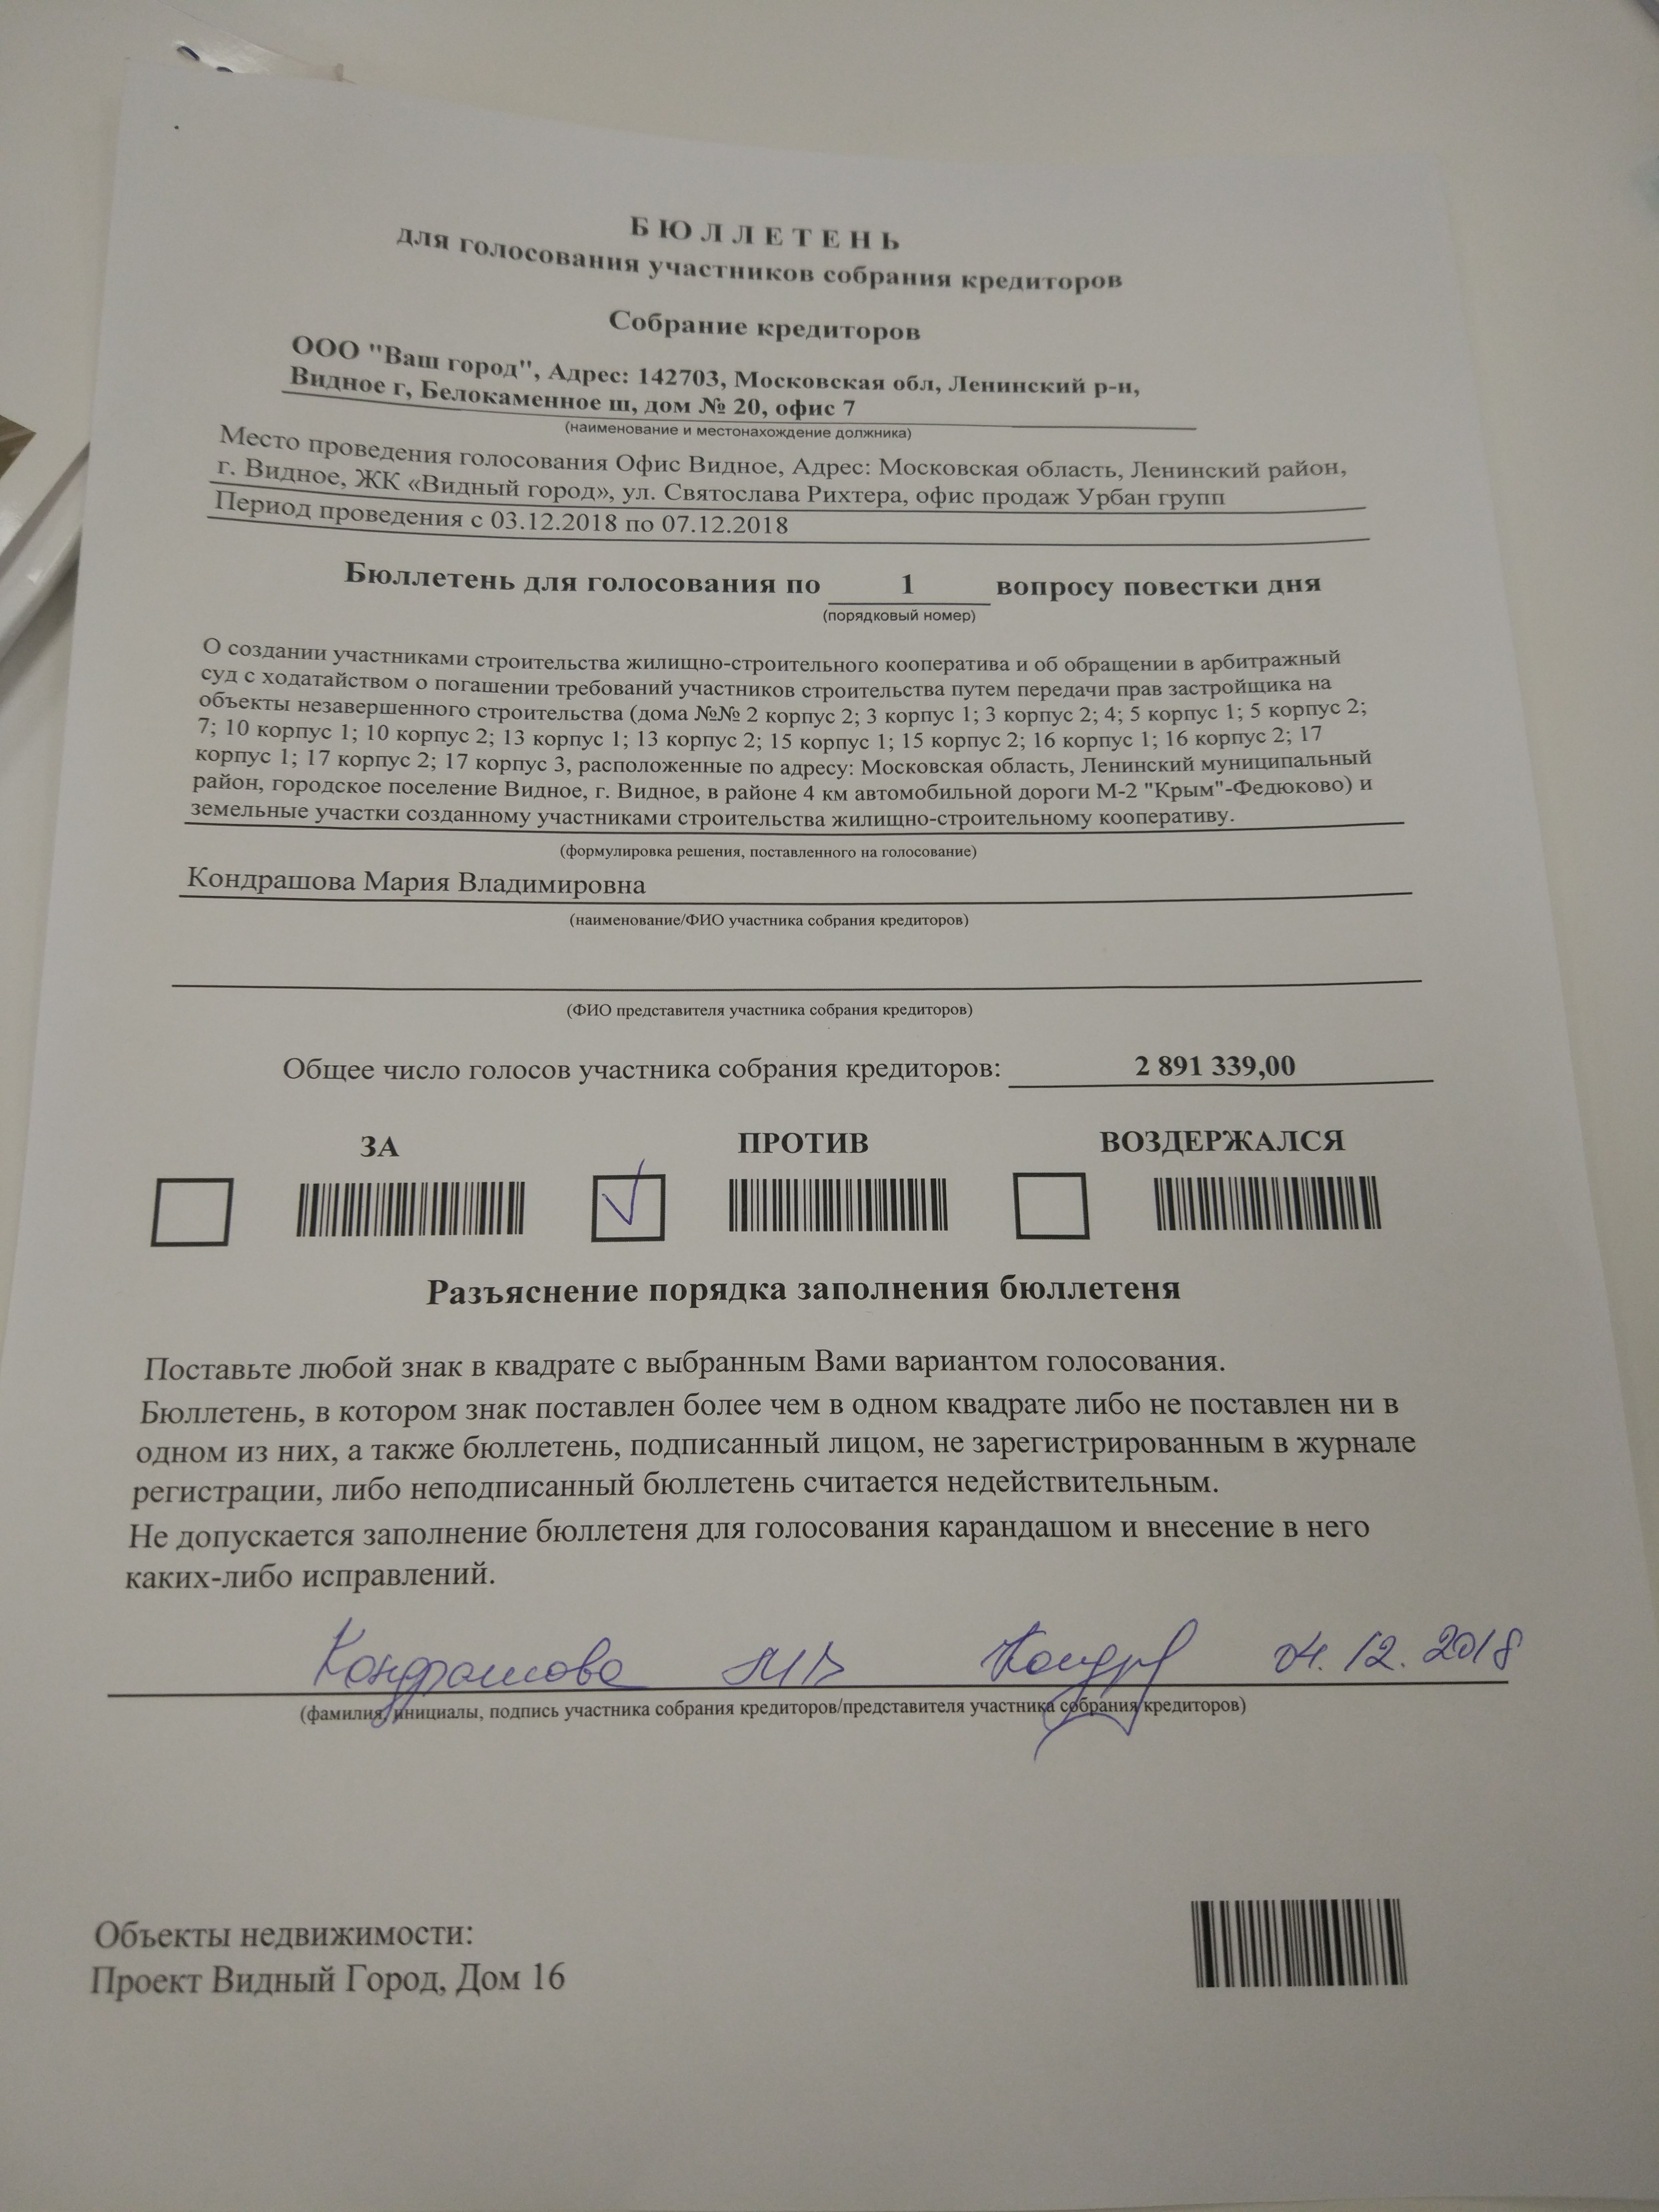 БЮЛЛЕТЕНЬ
для голосования участников собрания кредиторов
Собрание кредиторов
ООО "Ваш город", Адрес: 142703, Московская обл, Ленинский р-н,
Видное г, Белокаменное ш, дом № 20, офис 7
(наименование и местонахождение должника)
Место проведения голосования Офис Видное, Адрес: Московская область, Ленинский район,
г. Видное, ЖК «Видный город», ул. Святослава Рихтера, офис продаж Урбан групп
Период проведения с 03.12.2018 по 07.12.2018
Бюллетень для голосования по 1 вопросу повестки дня
(порядковый номер)
О создании участниками строительства жилищно-строительного кооператива и об обращении в арбитражный
суд с ходатайством о погашении требований участников строительства путем передачи прав застройщика на
объекты незавершенного строительства (дома №№ 2 корпус 2; 3 корпус 1; 3 корпус 2; 4; 5 корпус 1; 5 корпус 2;
7; 10 корпус 1; 10 корпус 2; 13 корпус 1; 13 корпус 2; 15 корпус 1; 15 корпус 2; 16 корпус 1; 16 корпус 2; 17
корпус 1; 17 корпус 2; 17 корпус 3, расположенные по адресу: Московская область, Ленинский муниципальный
район, городское поселение Видное, г. Видное, в районе 4 км автомобильной дороги М-2 "Крым"-Федюково) и
земельные участки созданному участниками строительства жилищно-строительному кооперативу.
(формулировка решения, поставленного на голосование)
Кондрашова Мария Владимировна
(наименование/ФИО участника собрания кредиторов)
(ФИО представителя участника собрания кредиторов)
Общее число голосов участника собрания кредиторов: 2 891 339,00
ЗА ПРОТИВ ВОЗДЕРЖАЛСЯ
Разъяснение порядка заполнения бюллетеня
Поставьте любой знак в квадрате с выбранным Вами вариантом голосования.
Бюллетень, в котором знак поставлен более чем в одном квадрате либо не поставлен ни в
одном из них, а также бюллетень, подписанный лицом, не зарегистрированным в журнале
регистрации, либо неподписанный бюллетень считается недействительным.
Не допускается заполнение бюллетеня для голосования карандашом и внесение в него
каких-либо исправлений.
Кондрашова МВ 04.12.2018
(фамилия, инициалы, подпись участника собрания кредиторов/представителя участника собрания кредиторов)
Объекты недвижимости:
Проект Видный Город, Дом 16